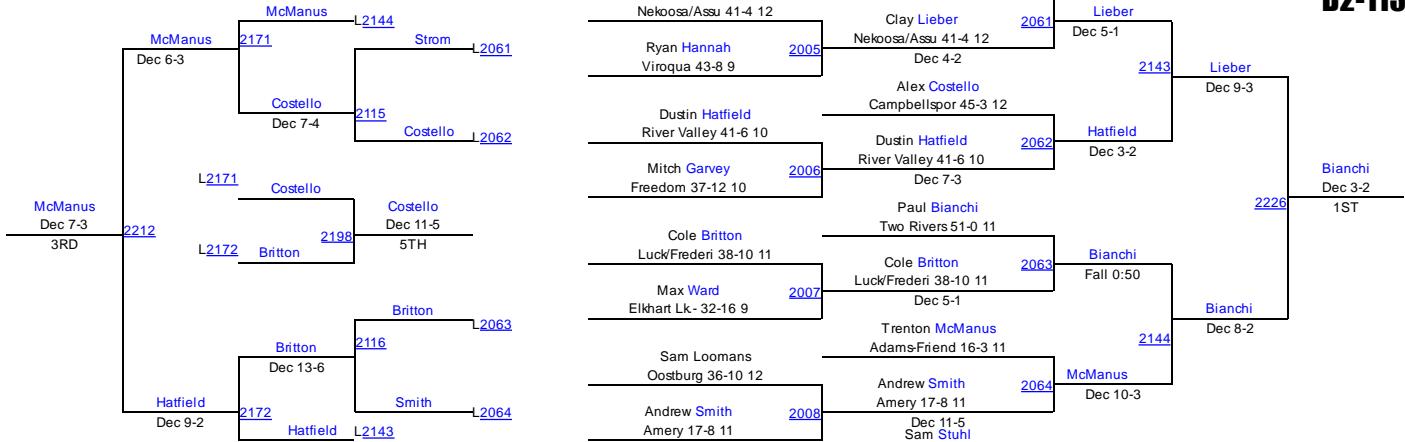 D2-113
McManus
L2144
McManus
2171
Dec 6-3
Strom
L2061
Costello
2115
Dec 7-4
Costello
L2062
L2171
Costello
McManus
Dec 7-3
3RD
2212
Costello
2198
Dec 11-5
5TH
L2172
Britton
Britton
L2063
Britton
2116
Dec 13-6
Hatfield
2172
Dec 9-2
Smith
L2064
Hatfield
L2143
Nekoosa/Assu 41-4 12
Ryan Hannah
2005
Viroqua 43-8 9
Dustin Hatfield
River Valley 41-6 10
Mitch Garvey
2006
Freedom 37-12 10
Cole Britton
Luck/Frederi 38-10 11
Max Ward
2007
Elkhart Lk.- 32-16 9
Sam Loomans
Oostburg 36-10 12
Andrew Smith
2008
Amery 17-8 11
Clay Lieber
2061
Nekoosa/Assu 41-4 12
Dec 4-2
Alex Costello
Campbellspor 45-3 12
Dustin Hatfield
2062
River Valley 41-6 10
Dec 7-3
Paul Bianchi
Two Rivers 51-0 11
Cole Britton
2063
Luck/Frederi 38-10 11
Dec 5-1
Trenton McManus
Adams-Friend 16-3 11
Andrew Smith
2064
Amery 17-8 11
Dec 11-5
Sam Stuhl
Lieber
Dec 5-1
2143
Hatfield
Dec 3-2
Bianchi
Fall 0:50
2144
McManus
Dec 10-3
Lieber
Dec 9-3
2226
Bianchi
Dec 8-2
Bianchi
Dec 3-2
1ST